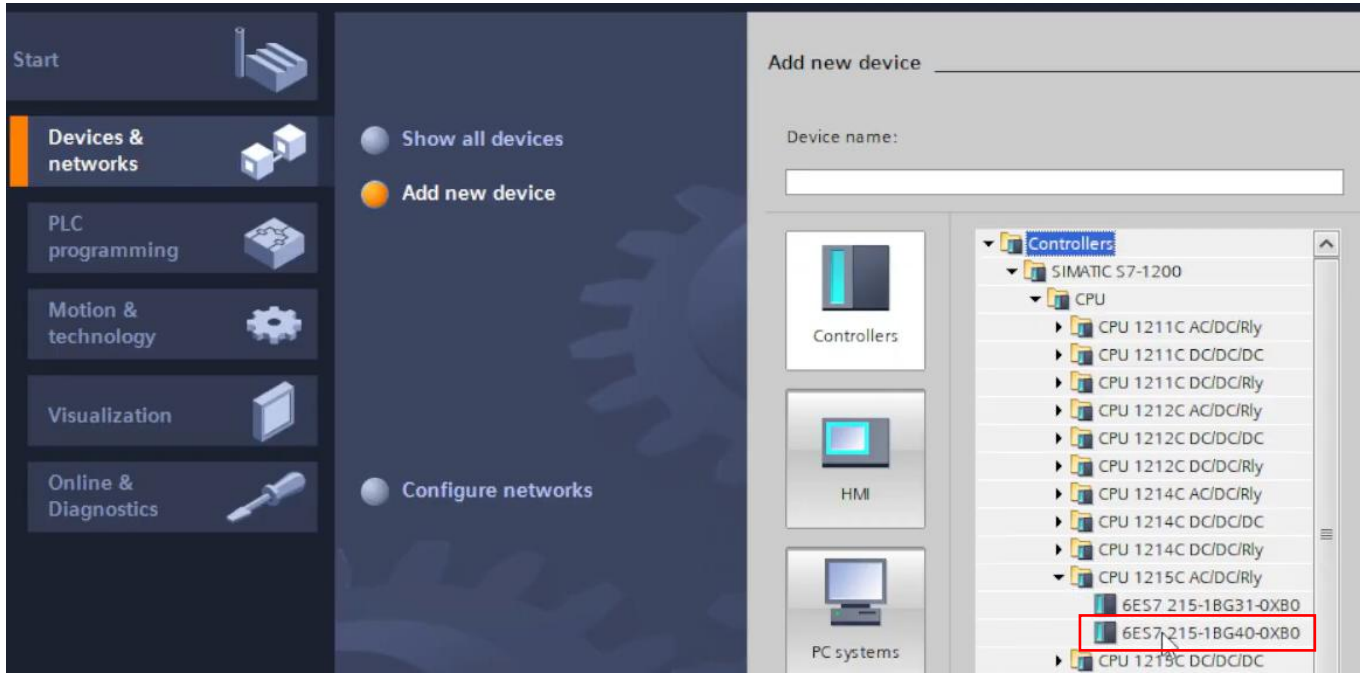 Start
Devices &
networks
PLC
programming
Motion &
technology
Visualization
Online &
Diagnostics
Show all devices
Add new device
Configure networks
Add new device
Device name:
Controllers
HMI
PC systems
Controllers
SIMATIC S7-1200
CPU
CPU 1211C AC/DC/Rly
CPU 1211C DC/DC/DC
CPU 1211C DC/DC/Rly
CPU 1212C AC/DC/Rly
CPU 1212C DC/DC/DC
CPU 1212C DC/DC/Rly
CPU 1214C AC/DC/Rly
CPU 1214C DC/DC/DC
CPU 1214C DC/DC/Rly
CPU 1215C AC/DC/Rly
6ES7 215-1BG31-0XB0
6ES7 215-1BG40-0XB0
CPU 1215C DC/DC/DC